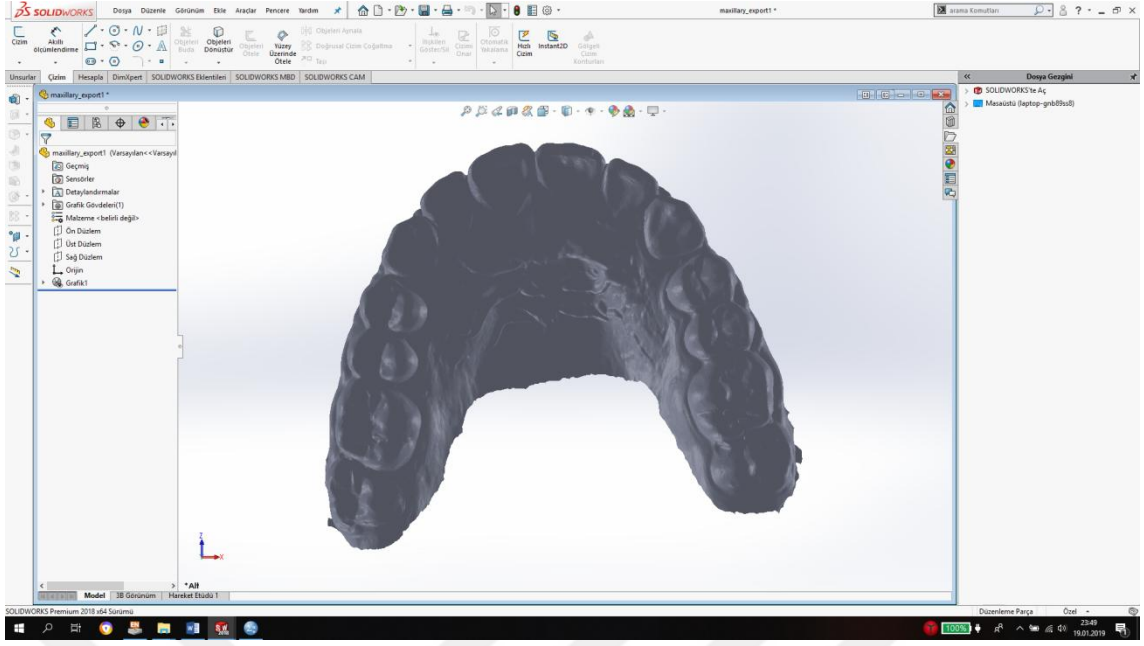 SOLIDWORKS Dosya Düzenle Görünüm Ekle Araçlar Pencere Yardım maxillary_export1 * arama Komutları
Çizim Akıllı ölçümlendirme Objeleri Buda Objeleri Dönüştür Objeleri Ötele Yüzey Üzerinde Ötele Objeleri Aynala Doğrusal Çizim Çoğaltma Taşı İlişkileri Göster/Sil Çizimi Onar Otomatik Yakalama Hızlı Çizim Instant2D Gölgeli Çizim Konturları
Unsurlar Çizim Hesapla DimXpert SOLIDWORKS Eklentileri SOLIDWORKS MBD SOLIDWORKS CAM
Dosya Gezgini
SOLIDWORKS'te Aç
Masaüstü (laptop-gnb89ss8)
maxillary_export1 *
maxillary_export1 (Varsayılan<<Varsayıl
Geçmiş
Sensörler
Detaylandırmalar
Grafik Gövdeleri(1)
Malzeme <belirli değil>
Ön Düzlem
Üst Düzlem
Sağ Düzlem
Orijin
Grafik1
Z
X
*Alt
Model 3B Görünüm Hareket Etüdü 1
SOLIDWORKS Premium 2018 x64 Sürümü Düzenleme Parça Özel
100% 23:49
19.01.2019